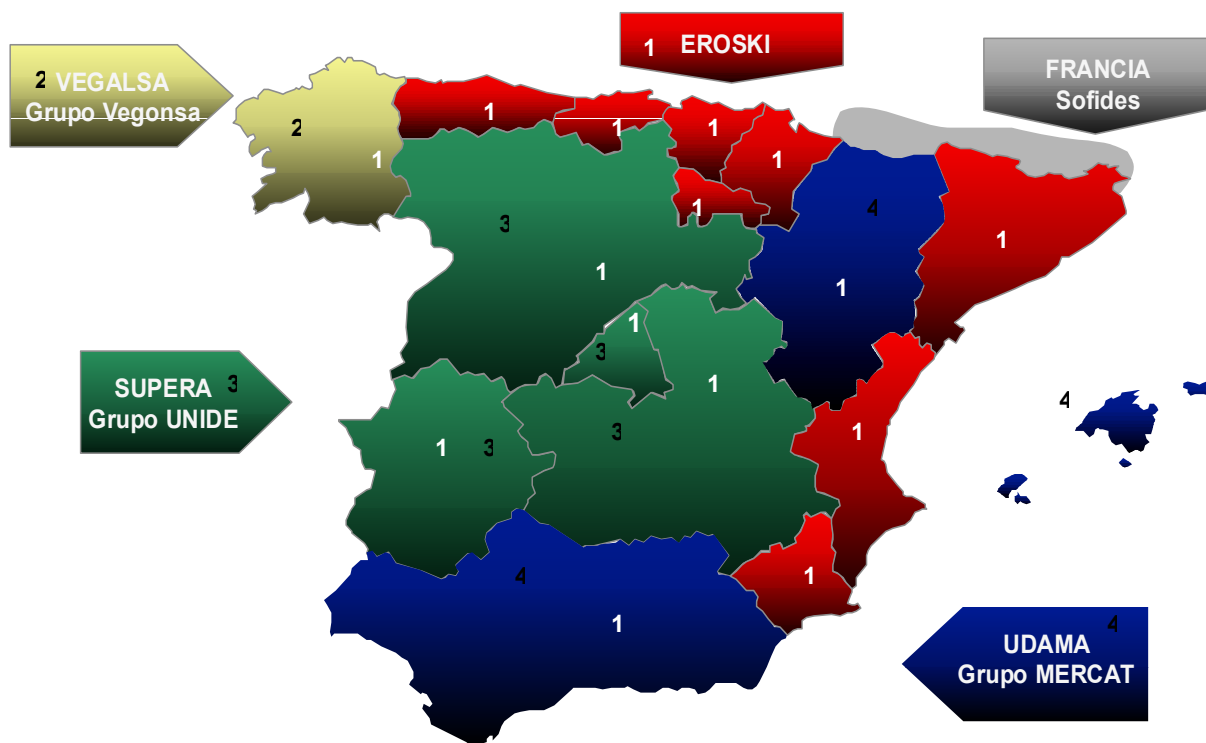 1 EROSKI
2 VEGALSA
Grupo Vegonsa
FRANCIA
Sofides
1
1
1
2
1
1
4
1
3
1
1
1
1
3
1
4
SUPERA 3
Grupo UNIDE
3
1
1
3
1
4
1
UDAMA 4
Grupo MERCAT